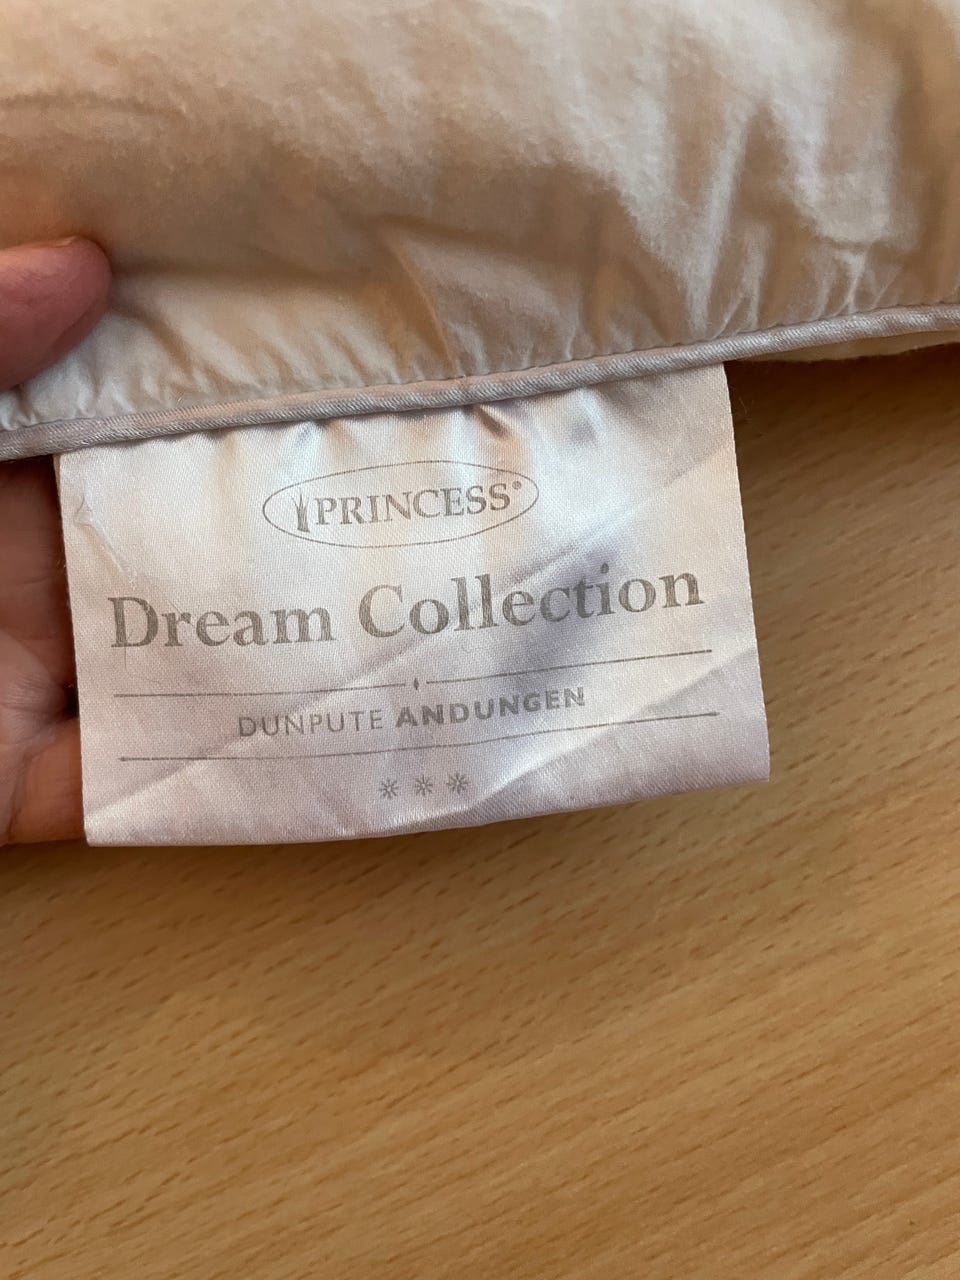 PRINCESS®
Dream Collection
DUNPUTE ANDUNGEN